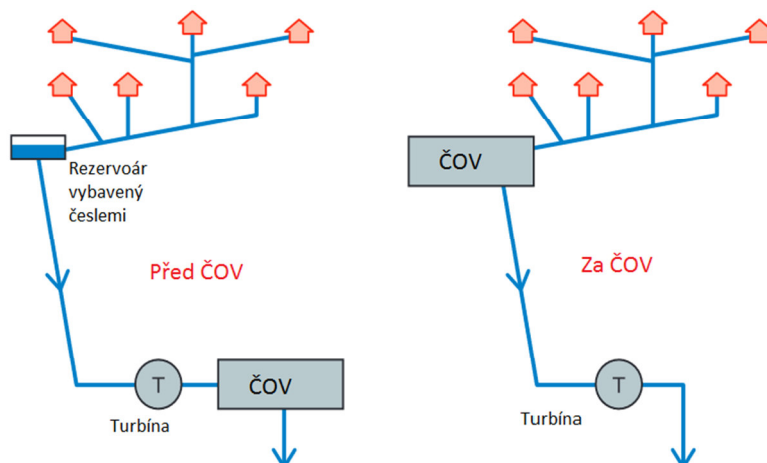 Rezervoár
vybavený
česlemi
Před ČOV
T
ČOV
Turbína
ČOV
Za ČOV
T
Turbína